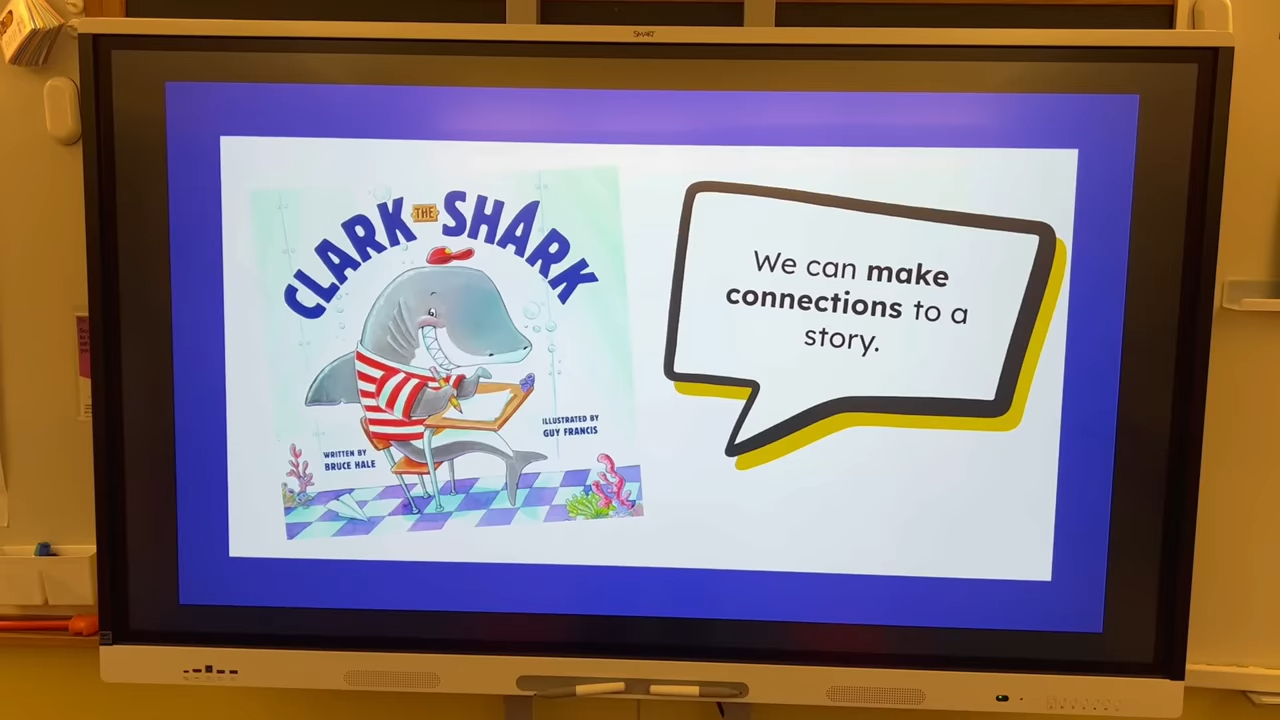 SMART
CLARK THE SHARK
WRITTEN BY
BRUCE HALE
ILLUSTRATED BY
GUY FRANCIS
We can make
connections to a
story.